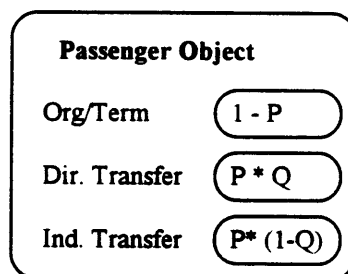 Passenger Object
Org/Term 1 - P
Dir. Transfer P * Q
Ind. Transfer P* (1-Q)